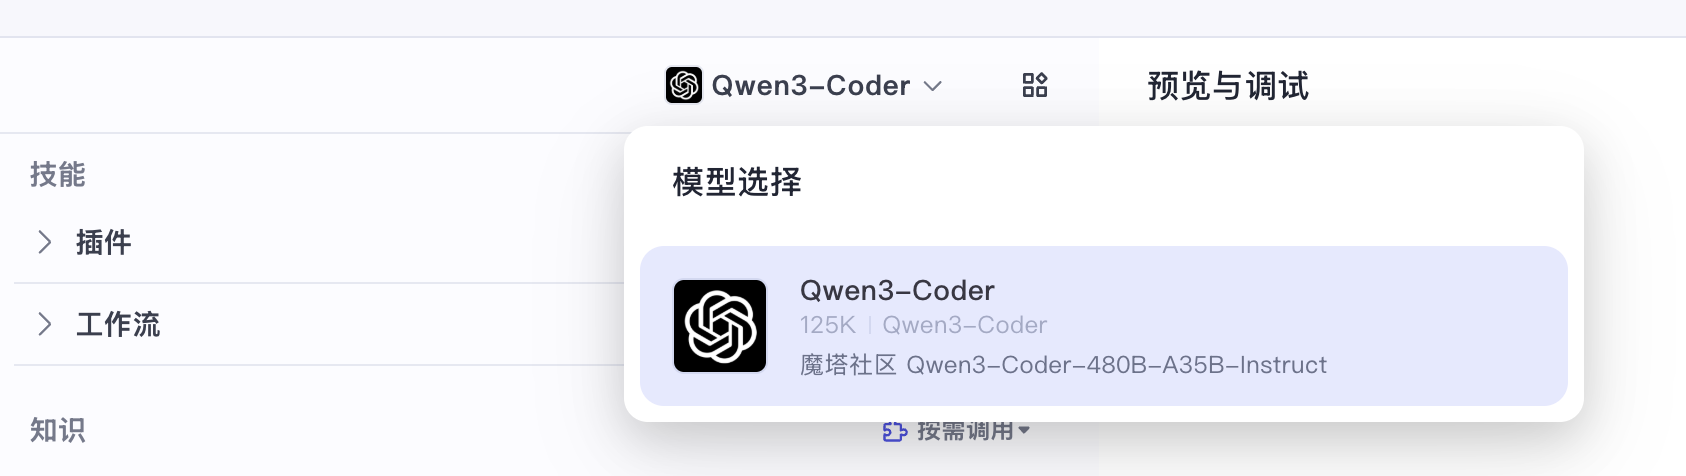 Qwen3-Coder
预览与调试
技能
插件
工作流
知识
模型选择
Qwen3-Coder
125K | Qwen3-Coder
魔塔社区 Qwen3-Coder-480B-A35B-Instruct
按需调用